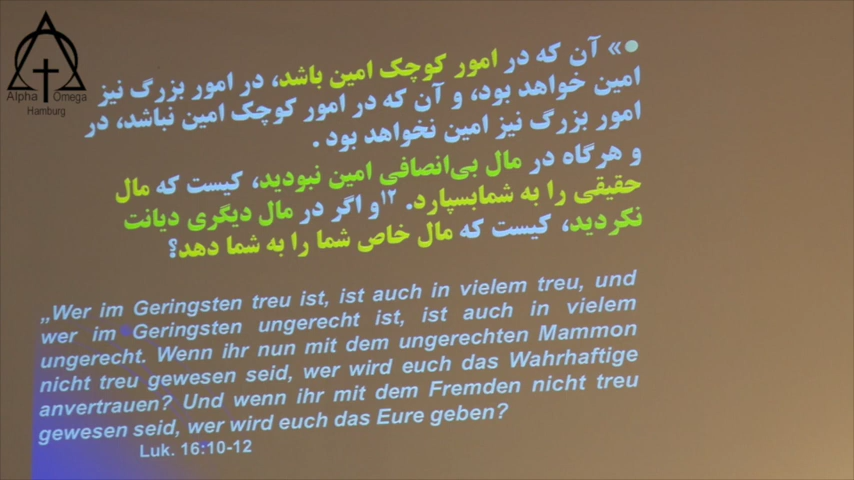 Alpha Omega
Hamburg
•» آن که در امور کوچک امین باشد، در امور بزرگ نیز
امین خواهد بود، و آن که در امور کوچک امین نباشد، در
امور بزرگ نیز امین نخواهد بود .
و هرگاه در مال بی‌انصافی امین نبودید، کیست که مال
حقیقی را به شمابسپارد. ۱۲و اگر در مال دیگری دیانت
نکردید، کیست که مال خاص شما را به شما دهد؟
„Wer im Geringsten treu ist, ist auch in vielem treu, und
wer im Geringsten ungerecht ist, ist auch in vielem
ungerecht. Wenn ihr nun mit dem ungerechten Mammon
nicht treu gewesen seid, wer wird euch das Wahrhaftige
anvertrauen? Und wenn ihr mit dem Fremden nicht treu
gewesen seid, wer wird euch das Eure geben?
Luk. 16:10-12